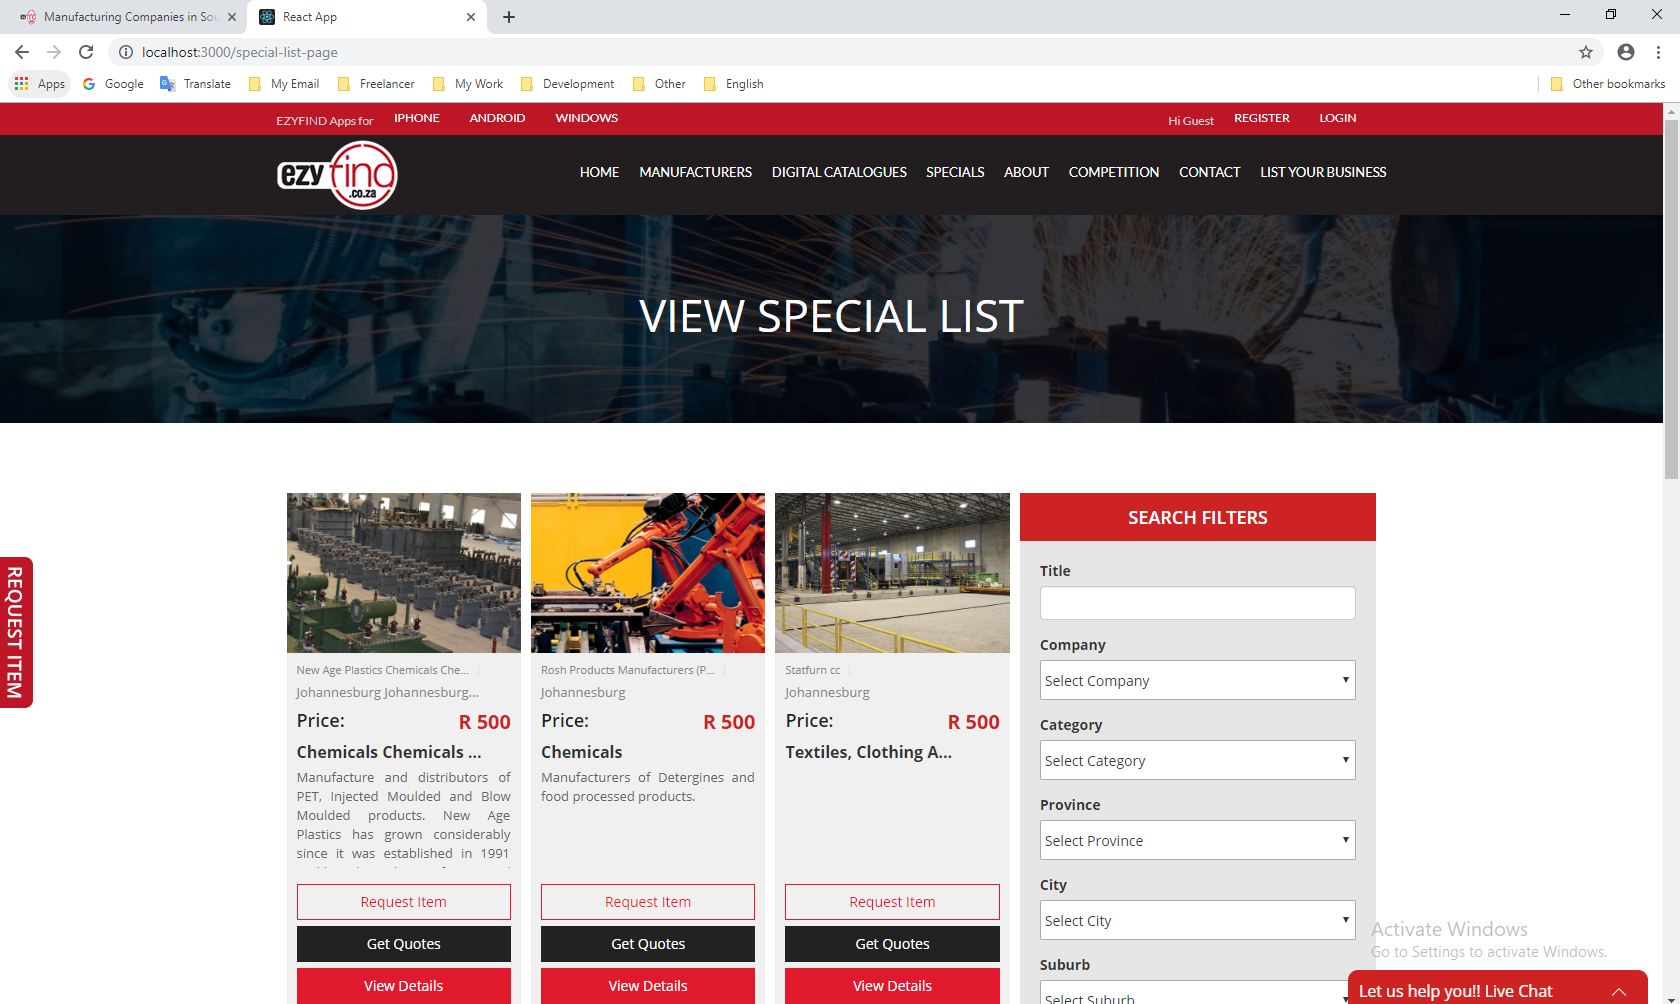 Manufacturing Companies in Sou
React App
localhost:3000/special-list-page
Apps
Google
Translate
My Email
Freelancer
My Work
Development
Other
English
Other bookmarks
EZYFIND Apps for
IPHONE
ANDROID
WINDOWS
Hi Guest
REGISTER
LOGIN
ezyfind
.co.za
HOME
MANUFACTURERS
DIGITAL CATALOGUES
SPECIALS
ABOUT
COMPETITION
CONTACT
LIST YOUR BUSINESS
VIEW SPECIAL LIST
REQUEST ITEM
New Age Plastics Chemicals Che...
Johannesburg Johannesburg...
Price: R 500
Chemicals Chemicals ...
Manufacture and distributors of
PET, Injected Moulded and Blow
Moulded products. New Age
Plastics has grown considerably
since it was established in 1991
Request Item
Get Quotes
View Details
Rosh Products Manufacturers (P...
Johannesburg
Price: R 500
Chemicals
Manufacturers of Detergines and
food processed products.
Request Item
Get Quotes
View Details
Statfurn cc
Johannesburg
Price: R 500
Textiles, Clothing A...
Request Item
Get Quotes
View Details
SEARCH FILTERS
Title
Company
Select Company
Category
Select Category
Province
Select Province
City
Select City
Suburb
Select Suburb
Activate Windows
Go to Settings to activate Windows.
Let us help you!! Live Chat